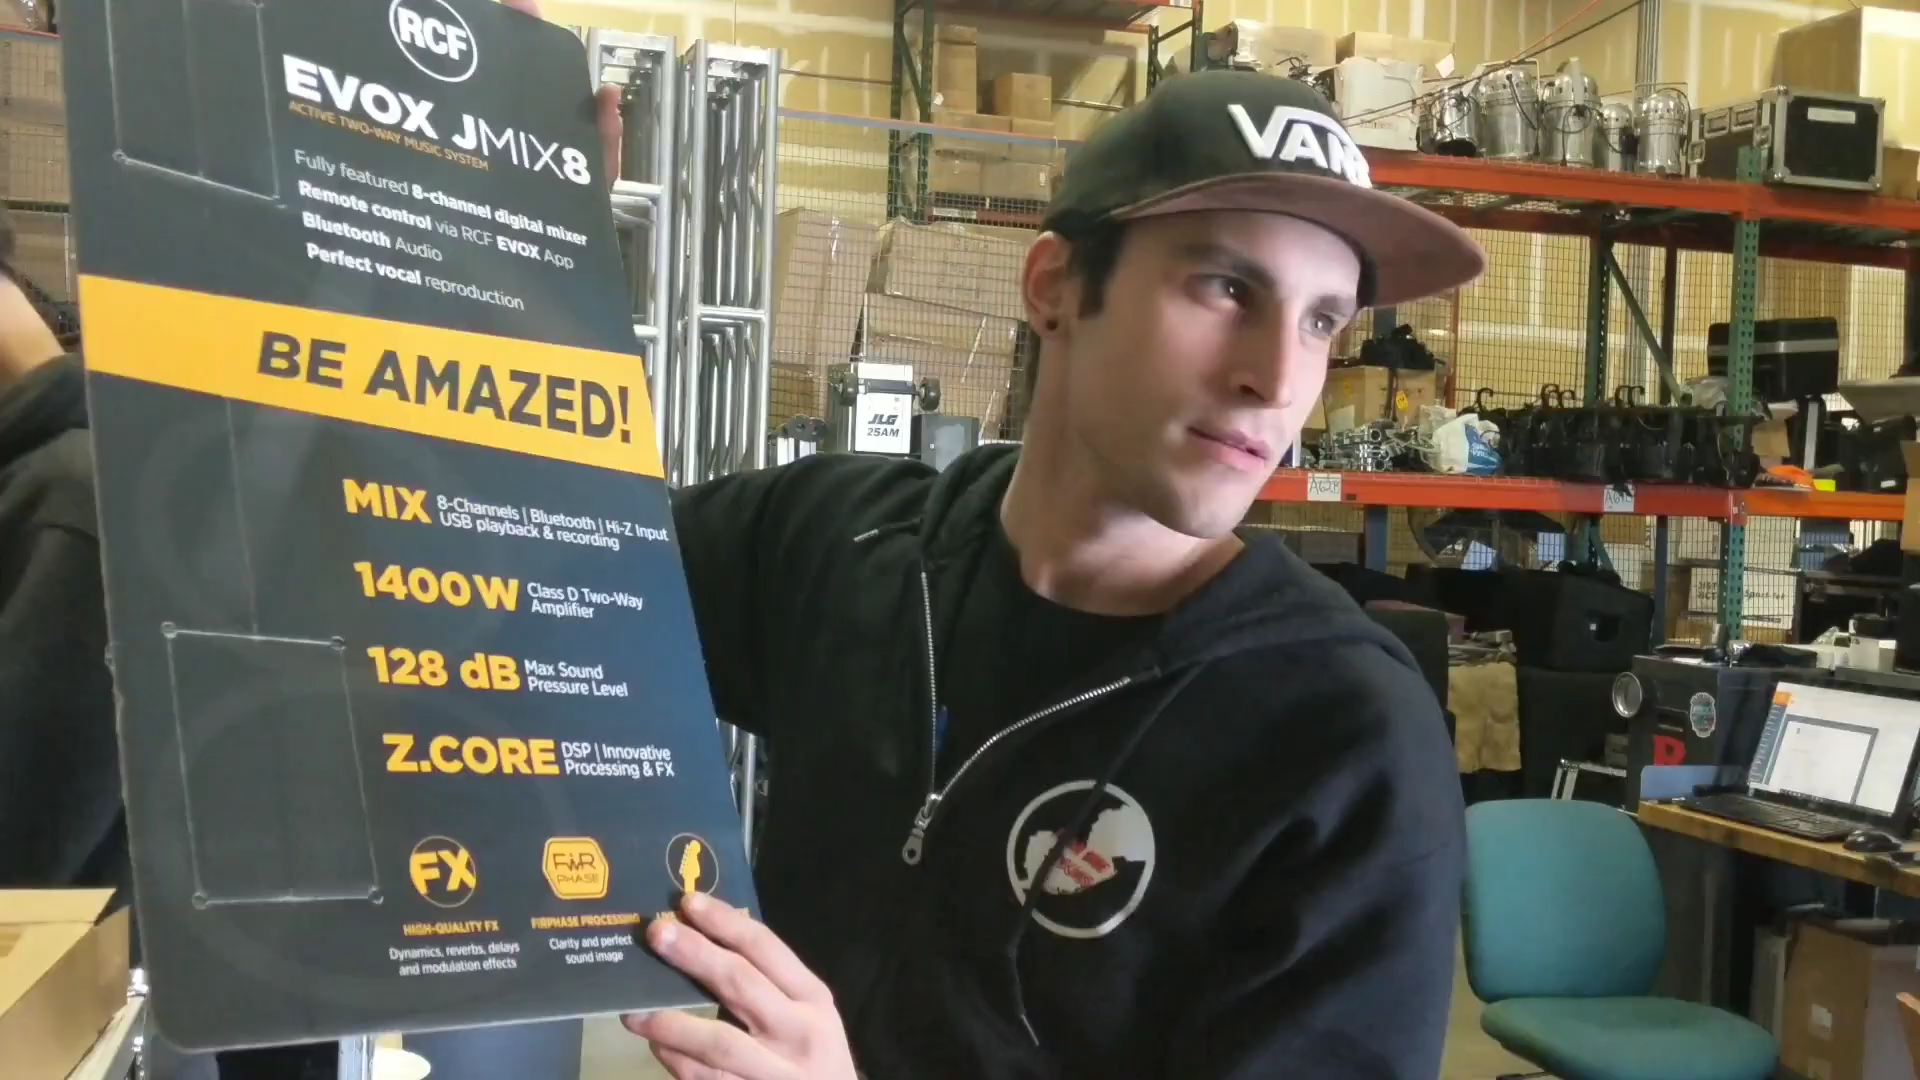 RCF
EVOX JMIX8
ACTIVE TWO-WAY MUSIC SYSTEM
Fully featured 8-channel digital mixer
Remote control via RCF EVOX App
Bluetooth Audio
Perfect vocal reproduction
BE AMAZED!
MIX 8-Channels | Bluetooth | Hi-Z Input
USB playback & recording
1400W Class D Two-Way
Amplifier
128 dB Max Sound
Pressure Level
Z.CORE DSP | Innovative
Processing & FX
FX
FiR
PHASE
HIGH-QUALITY FX
Dynamics, reverbs, delays
and modulation effects
FIRPHASE PROCESSING
Clarity and perfect
sound image
VANS
JLG
25AM